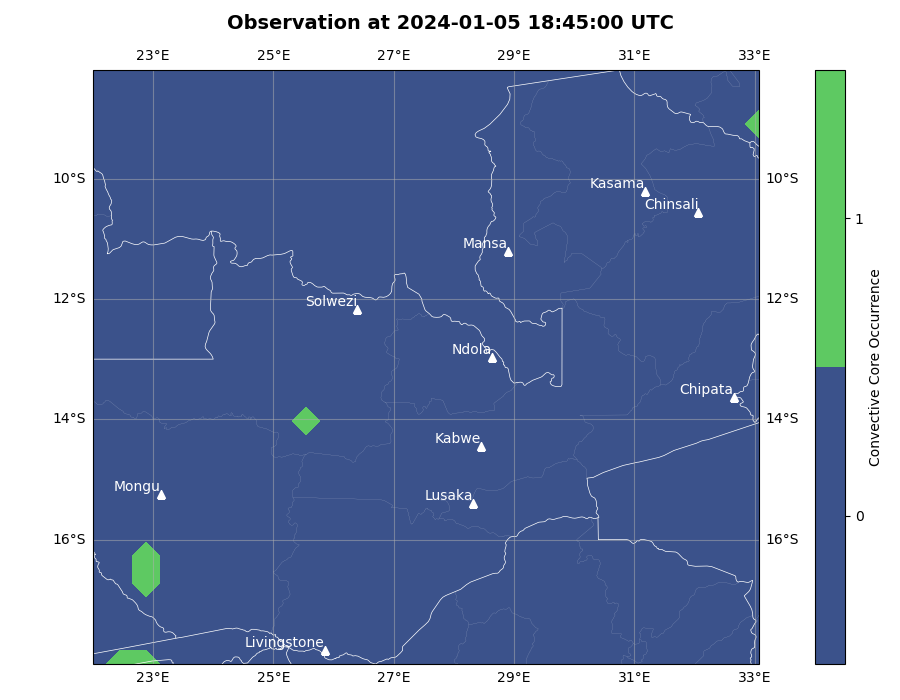 Observation at 2024-01-05 18:45:00 UTC
23°E 25°E 27°E 29°E 31°E 33°E
10°S 10°S
Kasama
Chinsali
1
Mansa
12°S 12°S
Solwezi
Ndola
Chipata
Convective Core Occurrence
14°S 14°S
Kabwe
Mongu
Lusaka
0
16°S 16°S
Livingstone
23°E 25°E 27°E 29°E 31°E 33°E